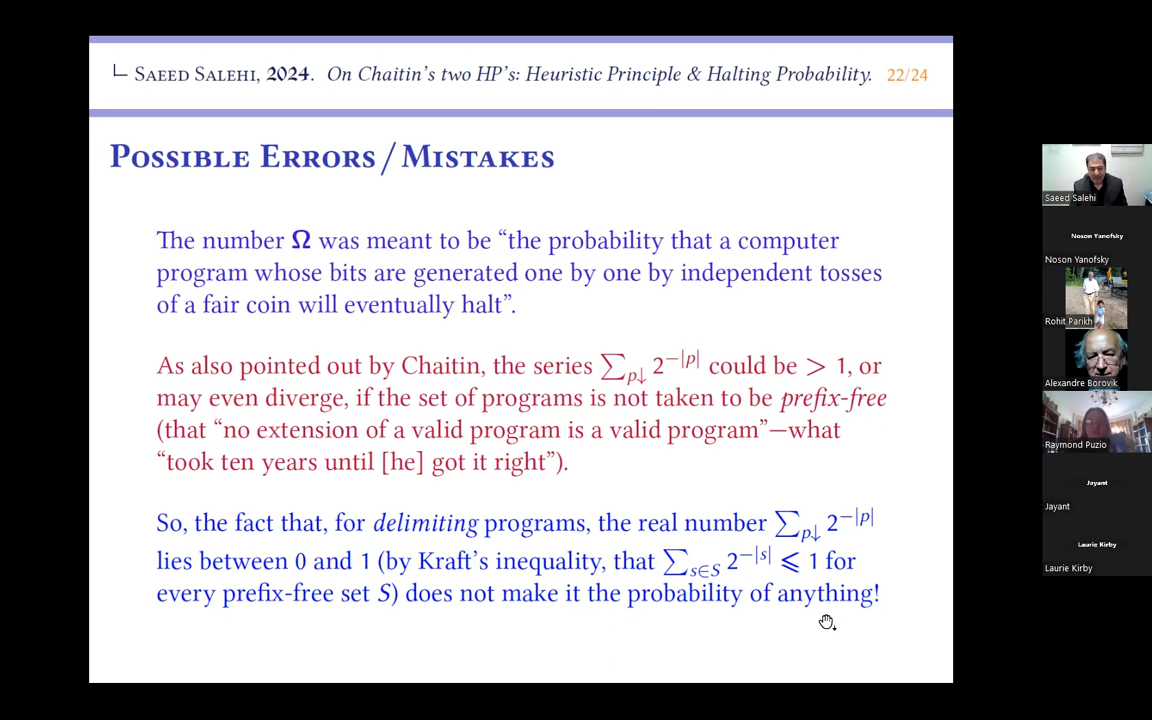 SAEED SALEHI, 2024. On Chaitin's two HP's: Heuristic Principle & Halting Probability. 22/24
POSSIBLE ERRORS / MISTAKES
The number Ω was meant to be “the probability that a computer
program whose bits are generated one by one by independent tosses
of a fair coin will eventually halt”.
As also pointed out by Chaitin, the series ∑p↓ 2^−|p| could be > 1, or
may even diverge, if the set of programs is not taken to be prefix-free
(that “no extension of a valid program is a valid program”—what
“took ten years until [he] got it right”).
So, the fact that, for delimiting programs, the real number ∑p↓ 2^−|p|
lies between 0 and 1 (by Kraft's inequality, that ∑s∈S 2^−|s| ⩽ 1 for
every prefix-free set S) does not make it the probability of anything!
Saeed Salehi
Noson Yanofsky
Noson Yanofsky
Rohit Parikh
Alexandre Borovik
Raymond Puzio
Jayant
Jayant
Laurie Kirby
Laurie Kirby